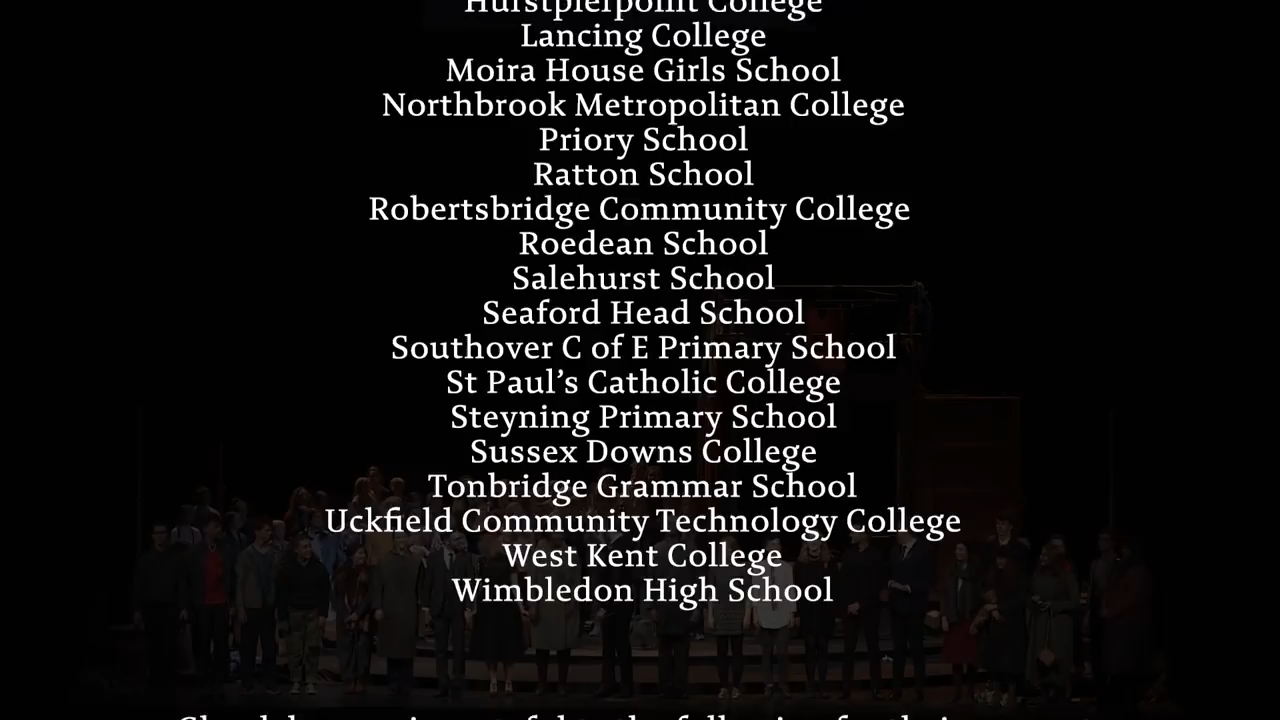 Hurstpierpoint College
Lancing College
Moira House Girls School
Northbrook Metropolitan College
Priory School
Ratton School
Robertsbridge Community College
Roedean School
Salehurst School
Seaford Head School
Southover C of E Primary School
St Paul’s Catholic College
Steyning Primary School
Sussex Downs College
Tonbridge Grammar School
Uckfield Community Technology College
West Kent College
Wimbledon High School